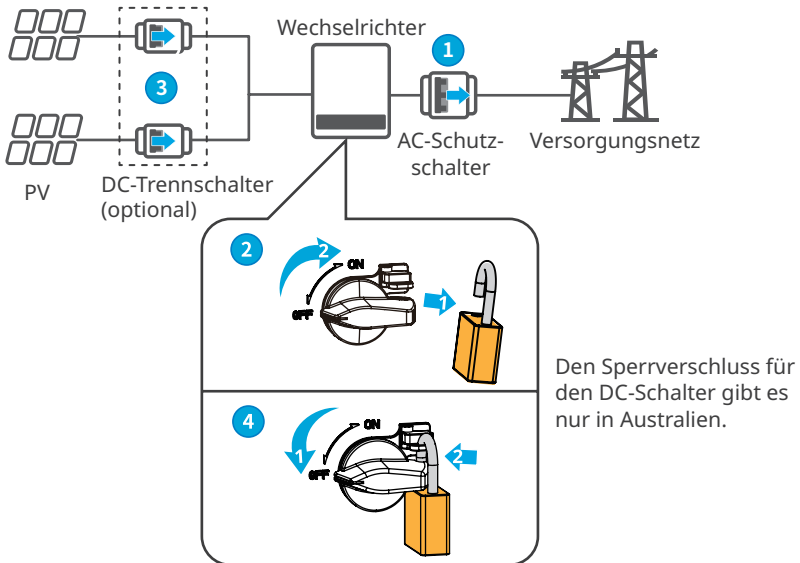 Wechselrichter
1
3
AC-Schutz-
schalter
Versorgungsnetz
PV
DC-Trennschalter
(optional)
2
2
ON
OFF
1
Den Sperrverschluss für
den DC-Schalter gibt es
nur in Australien.
4
ON
1
OFF
2